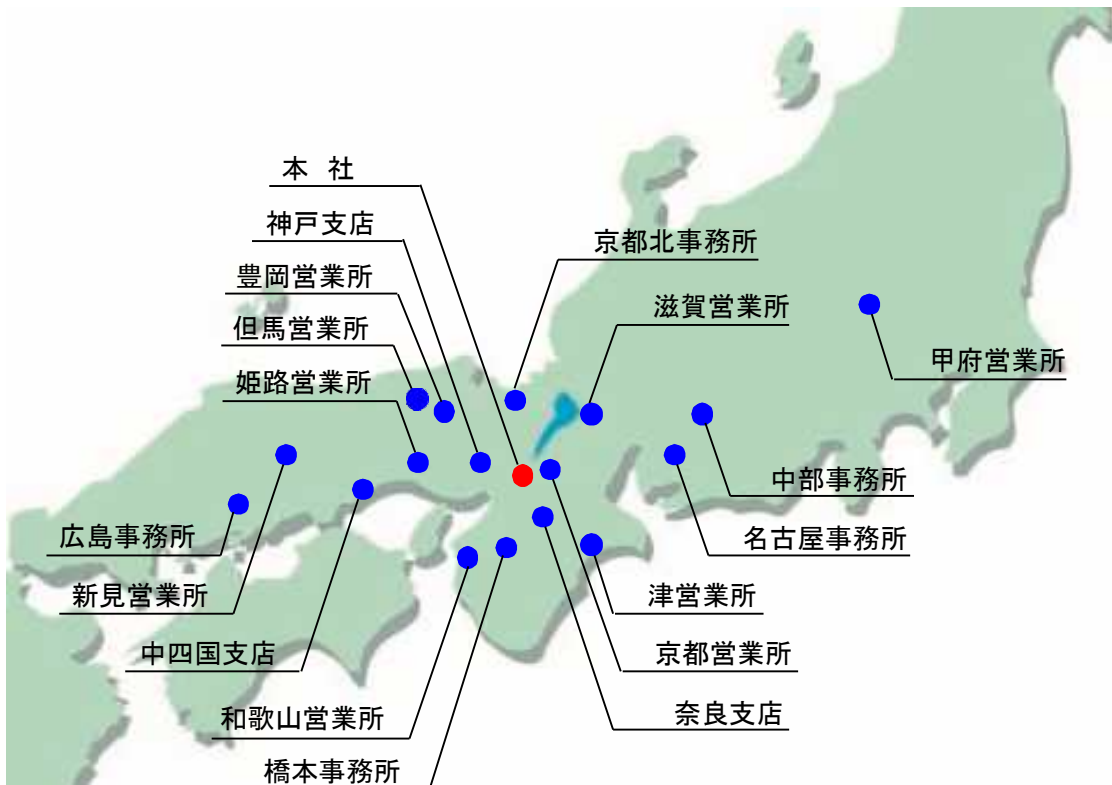 本 社
神戸支店
豊岡営業所
但馬営業所
姫路営業所
京都北事務所
滋賀営業所
甲府営業所
中部事務所
名古屋事務所
津営業所
京都営業所
奈良支店
広島事務所
新見営業所
中四国支店
和歌山営業所
橋本事務所